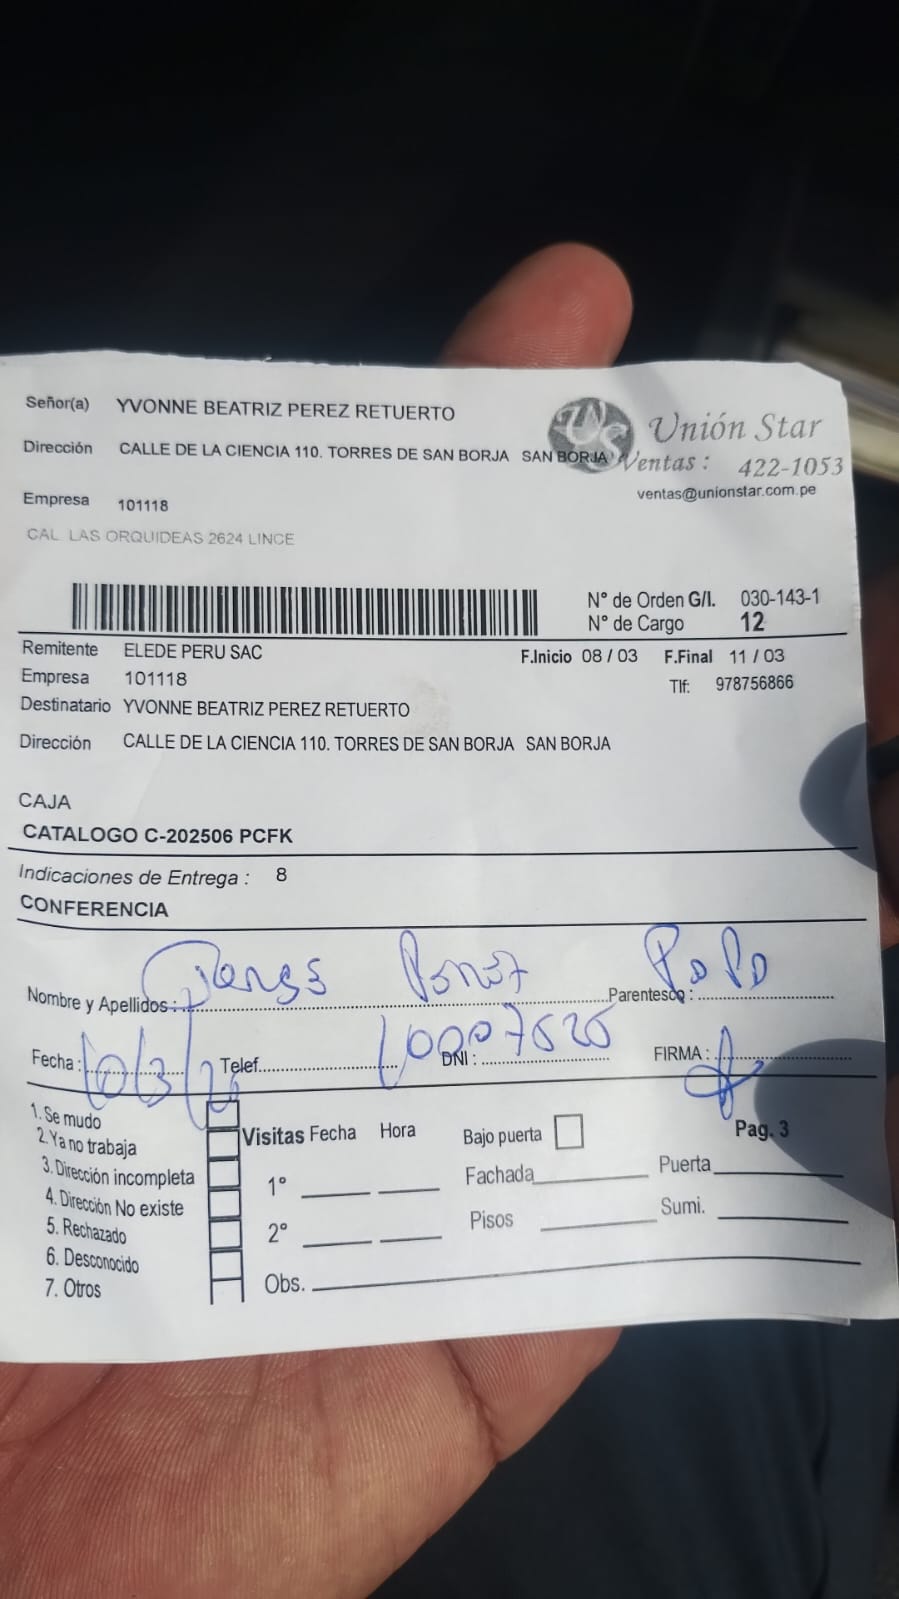 Señor(a) YVONNE BEATRIZ PEREZ RETUERTO
Unión Star
Dirección CALLE DE LA CIENCIA 110. TORRES DE SAN BORJA SAN BORJA
Ventas : 422-1053
ventas@unionstar.com.pe
Empresa 101118
CAL. LAS ORQUIDEAS 2624 LINCE
N° de Orden G/I. 030-143-1
N° de Cargo 12
Remitente ELEDE PERU SAC
F.Inicio 08 / 03 F.Final 11 / 03
Empresa 101118
Tlf: 978756866
Destinatario YVONNE BEATRIZ PEREZ RETUERTO
Dirección CALLE DE LA CIENCIA 110. TORRES DE SAN BORJA SAN BORJA
CAJA
CATALOGO C-202506 PCFK
Indicaciones de Entrega : 8
CONFERENCIA
Nombre y Apellidos : Parentesco :
Fecha : Telef. DNI : FIRMA :
1. Se mudo
2. Ya no trabaja
3. Dirección incompleta
4. Dirección No existe
5. Rechazado
6. Desconocido
7. Otros
Visitas Fecha Hora
1°
2°
Obs.
Bajo puerta
Fachada
Pisos
Pag. 3
Puerta
Sumi.